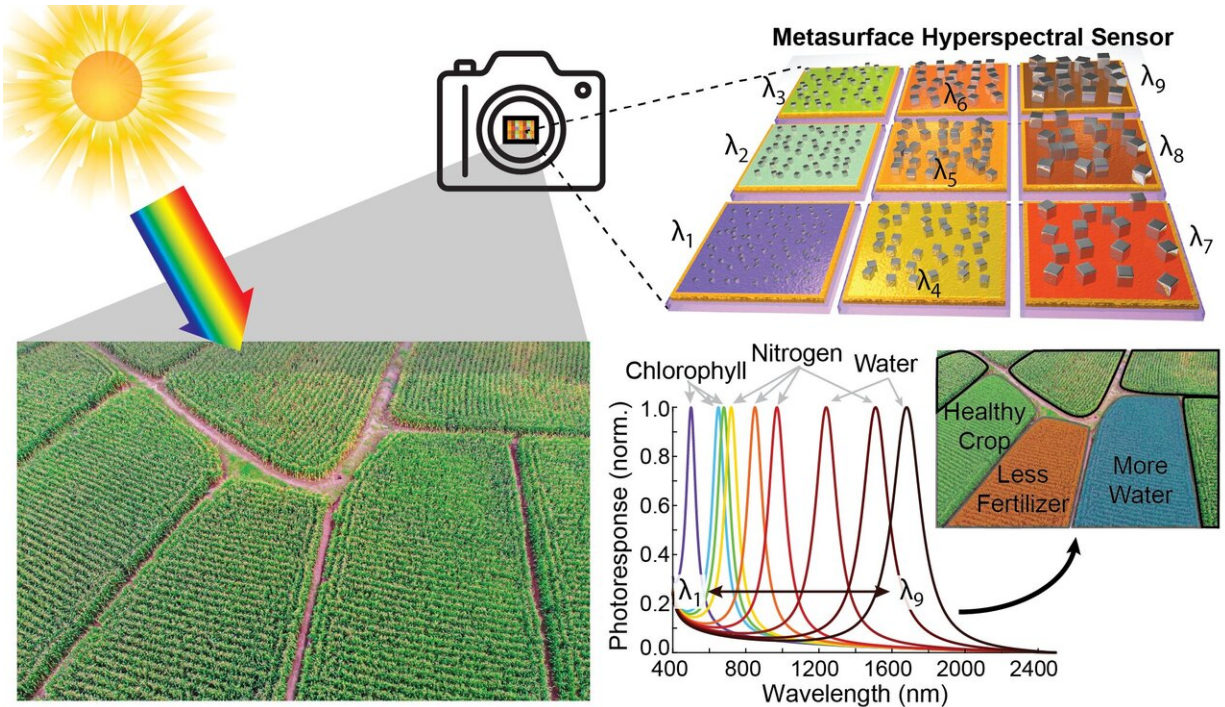 Metasurface Hyperspectral Sensor
λ3
λ6
λ9
λ2
λ5
λ8
λ1
λ4
λ7
Nitrogen
Chlorophyll
Water
Photoresponse (norm.)
1.0
0.8
0.6
0.4
0.2
0.0
λ1
λ9
400
800
1200
1600
2000
2400
Wavelength (nm)
Healthy
Crop
Less
Fertilizer
More
Water